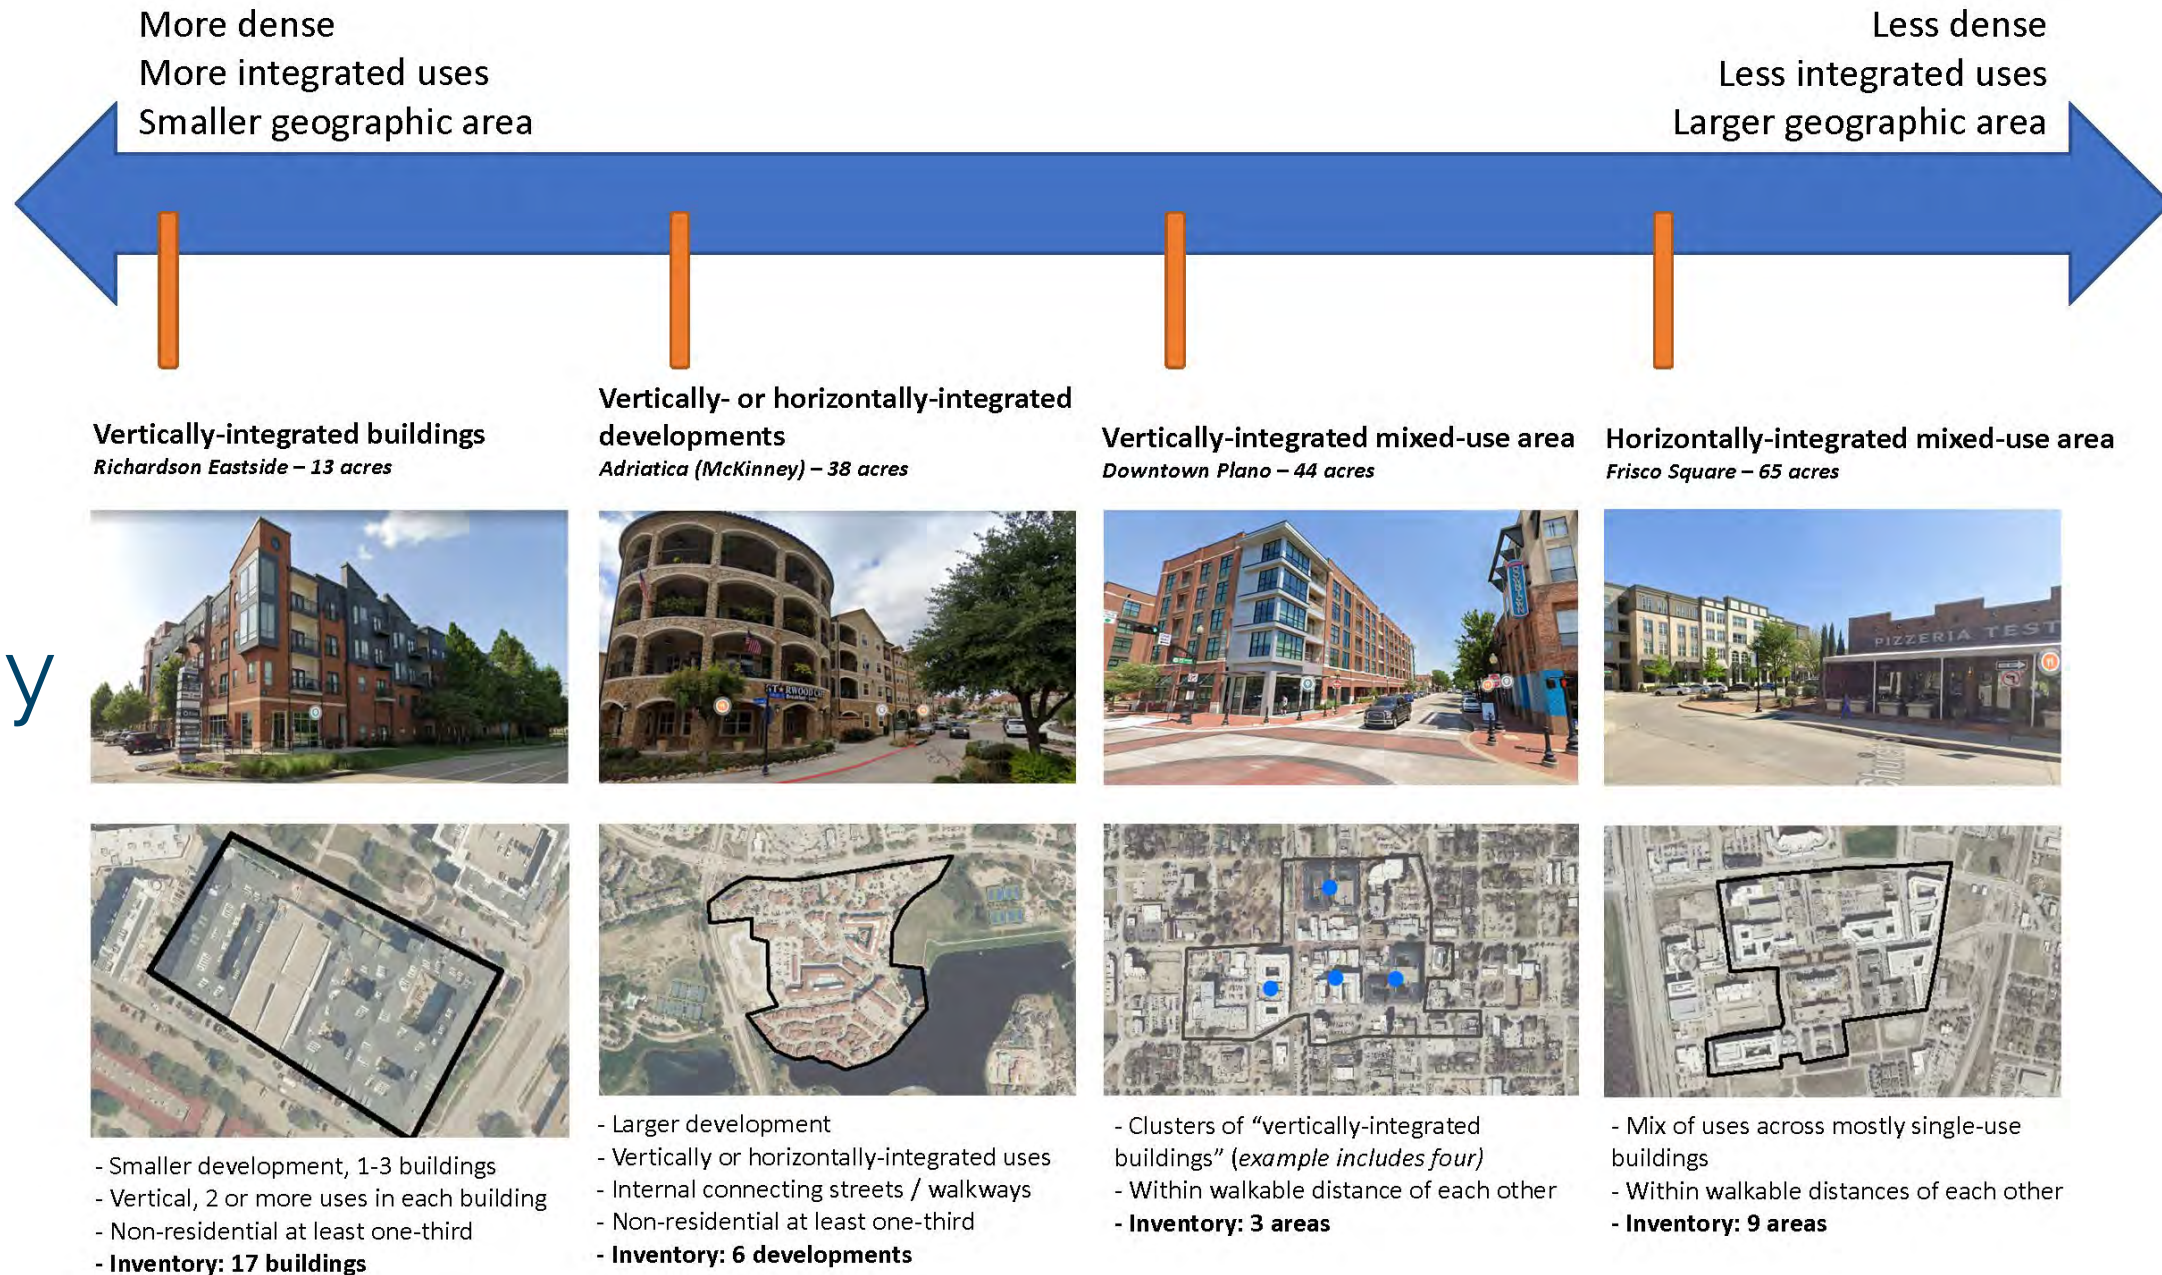 More dense
More integrated uses
Smaller geographic area
Less dense
Less integrated uses
Larger geographic area
Vertically-integrated buildings
Richardson Eastside – 13 acres
Vertically- or horizontally-integrated
developments
Adriatica (McKinney) – 38 acres
Vertically-integrated mixed-use area
Downtown Plano – 44 acres
Horizontally-integrated mixed-use area
Frisco Square – 65 acres
y
RWOOD
PIZZERIA TEST
- Smaller development, 1-3 buildings
- Vertical, 2 or more uses in each building
- Non-residential at least one-third
- Inventory: 17 buildings
- Larger development
- Vertically or horizontally-integrated uses
- Internal connecting streets / walkways
- Non-residential at least one-third
- Inventory: 6 developments
- Clusters of “vertically-integrated
buildings” (example includes four)
- Within walkable distance of each other
- Inventory: 3 areas
- Mix of uses across mostly single-use
buildings
- Within walkable distances of each other
- Inventory: 9 areas